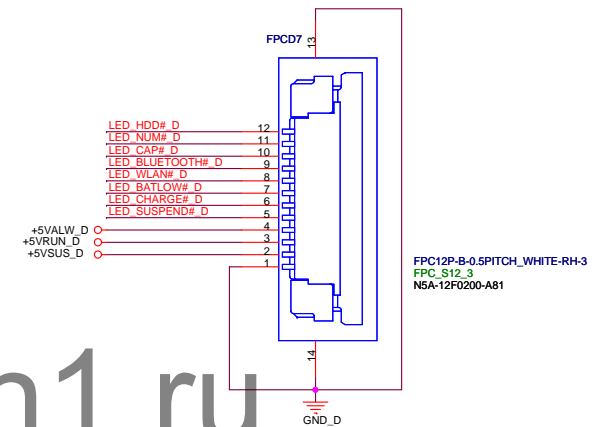 FPCD7
13
LED_HDD#_D 12
LED_NUM#_D 11
LED_CAP#_D 10
LED_BLUETOOTH#_D 9
LED_WLAN#_D 8
LED_BATLOW#_D 7
LED_CHARGE#_D 6
LED_SUSPEND#_D 5
+5VALW_D 4
+5VRUN_D 3
+5VSUS_D 2
1
FPC12P-B-0.5PITCH_WHITE-RH-3
FPC_S12_3
N5A-12F0200-A81
14
n1 ru
GND_D